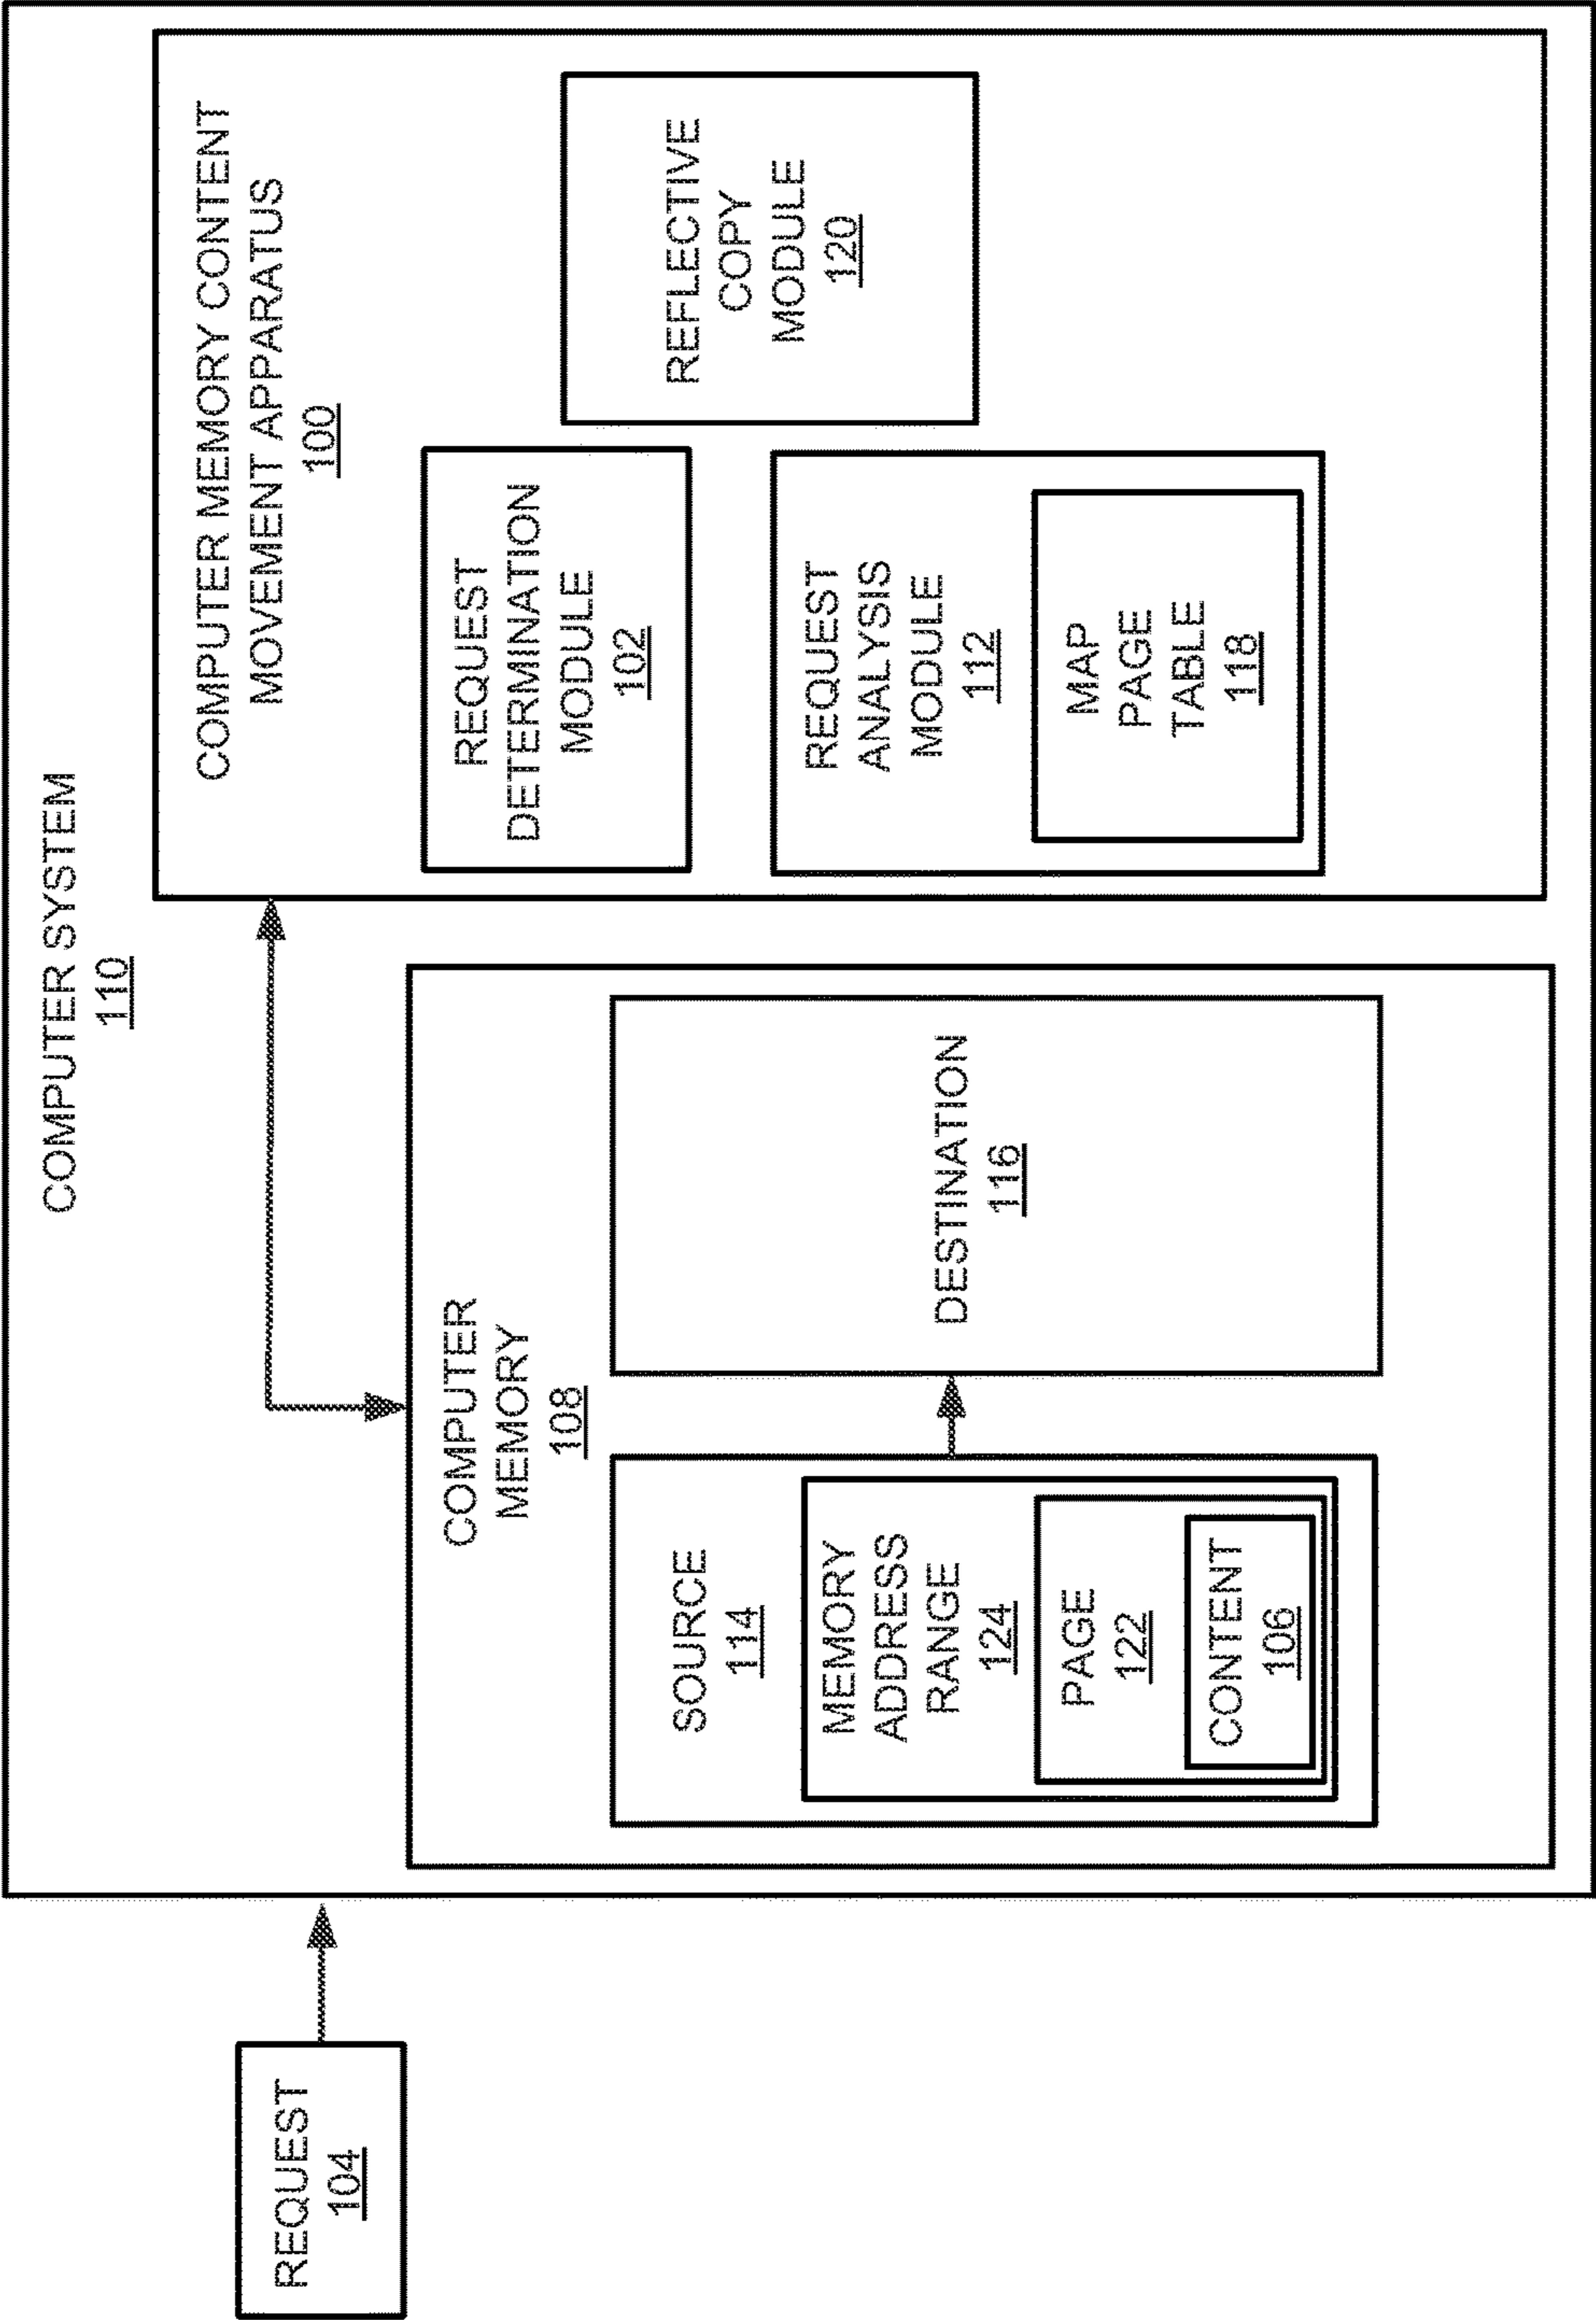 COMPUTER SYSTEM
110
REQUEST
104
COMPUTER
MEMORY
108
SOURCE
114
MEMORY
ADDRESS
RANGE
124
PAGE
122
CONTENT
106
DESTINATION
116
COMPUTER MEMORY CONTENT
MOVEMENT APPARATUS
100
REQUEST
DETERMINATION
MODULE
102
REQUEST
ANALYSIS
MODULE
112
MAP
PAGE
TABLE
118
REFLECTIVE
COPY
MODULE
120